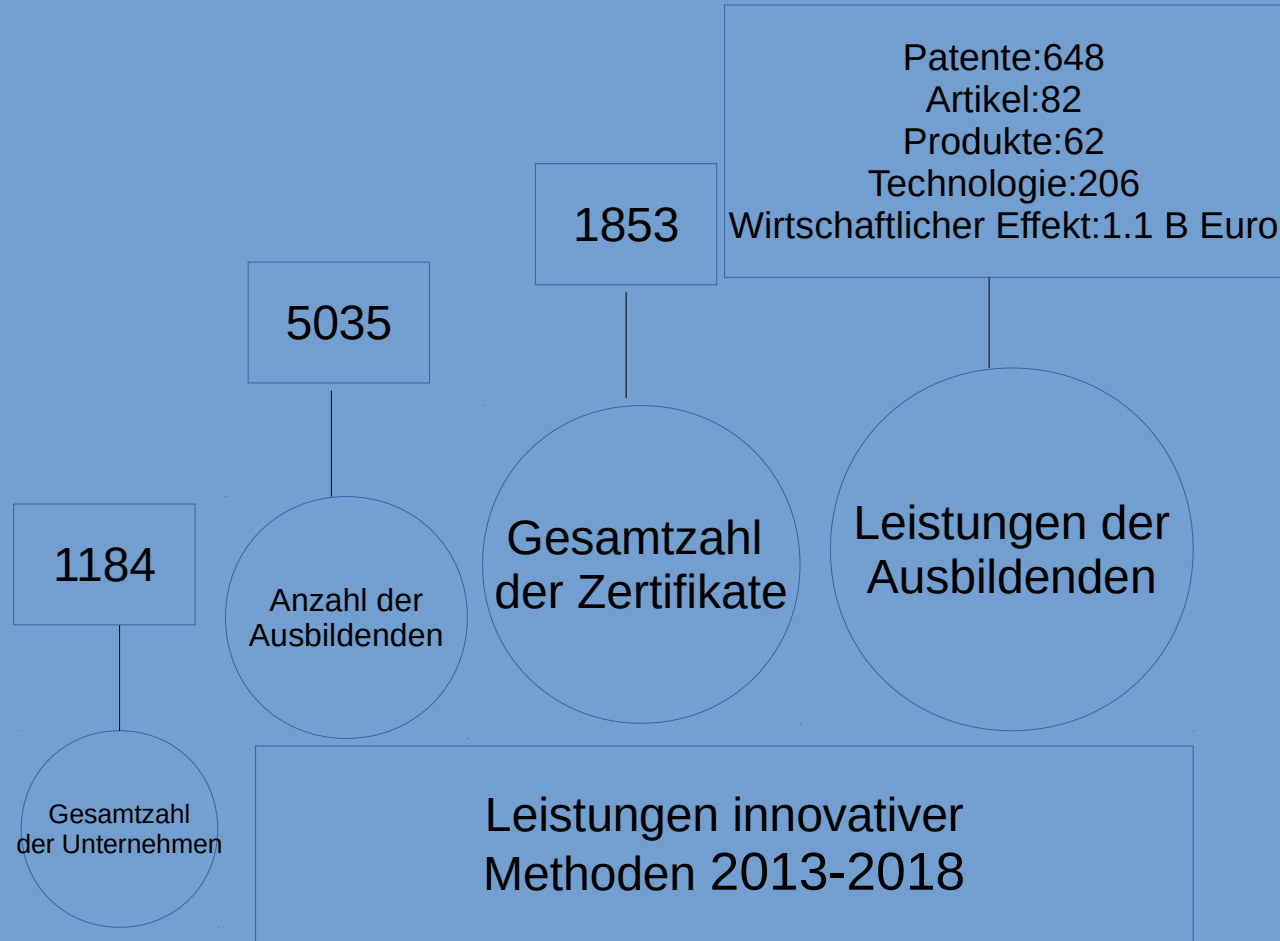 Patente:648
Artikel:82
Produkte:62
Technologie:206
Wirtschaftlicher Effekt:1.1 B Euro
1853
5035
1184
Gesamtzahl
der Zertifikate
Leistungen der
Ausbildenden
Anzahl der
Ausbildenden
Gesamtzahl
der Unternehmen
Leistungen innovativer
Methoden 2013-2018